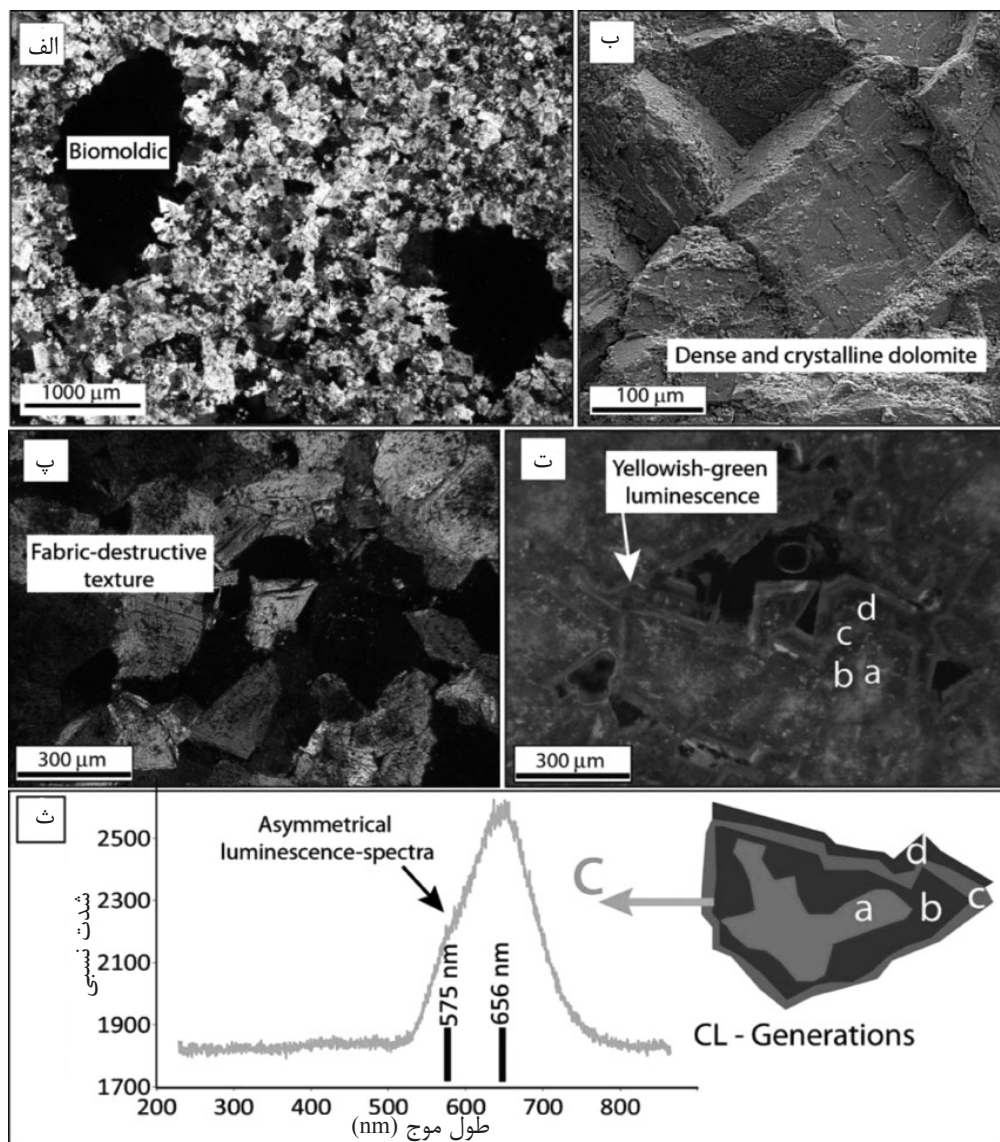 الف
Biomoldic
1000 µm
ب
Dense and crystalline dolomite
100 µm
پ
Fabric-destructive
texture
300 µm
ت
Yellowish-green
luminescence
d
c
b a
300 µm
ث
2500
2300
2100
1900
1700
شدت نسبی
Asymmetrical
luminescence-spectra
575 nm
656 nm
200 300 400 500 600 700 800
طول موج (nm)
C
d
a b c
CL - Generations